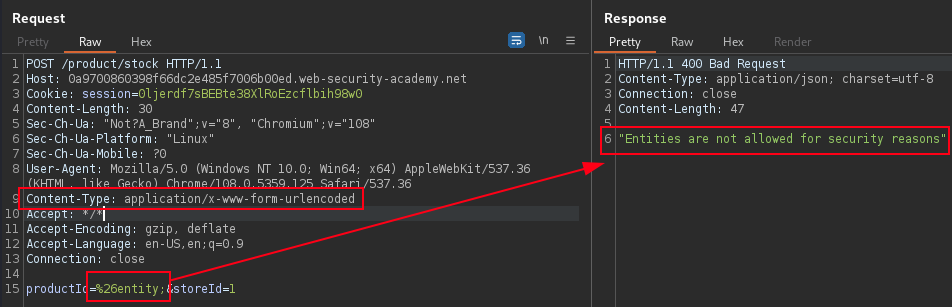 Request
Pretty Raw Hex
\n
1 POST /product/stock HTTP/1.1
2 Host: 0a9700860398f66dc2e485f7006b00ed.web-security-academy.net
3 Cookie: session=0ljerdf7sBEBte38XlRoEzcflbih98w0
4 Content-Length: 30
5 Sec-Ch-Ua: "Not?A_Brand";v="8", "Chromium";v="108"
6 Sec-Ch-Ua-Platform: "Linux"
7 Sec-Ch-Ua-Mobile: ?0
8 User-Agent: Mozilla/5.0 (Windows NT 10.0; Win64; x64) AppleWebKit/537.36
(KHTML, like Gecko) Chrome/108.0.5359.125 Safari/537.36
9 Content-Type: application/x-www-form-urlencoded
10 Accept: */*
11 Accept-Encoding: gzip, deflate
12 Accept-Language: en-US,en;q=0.9
13 Connection: close
14
15 productId=%26entity;&storeId=1
Response
Pretty Raw Hex Render
1 HTTP/1.1 400 Bad Request
2 Content-Type: application/json; charset=utf-8
3 Connection: close
4 Content-Length: 47
5
6 "Entities are not allowed for security reasons"